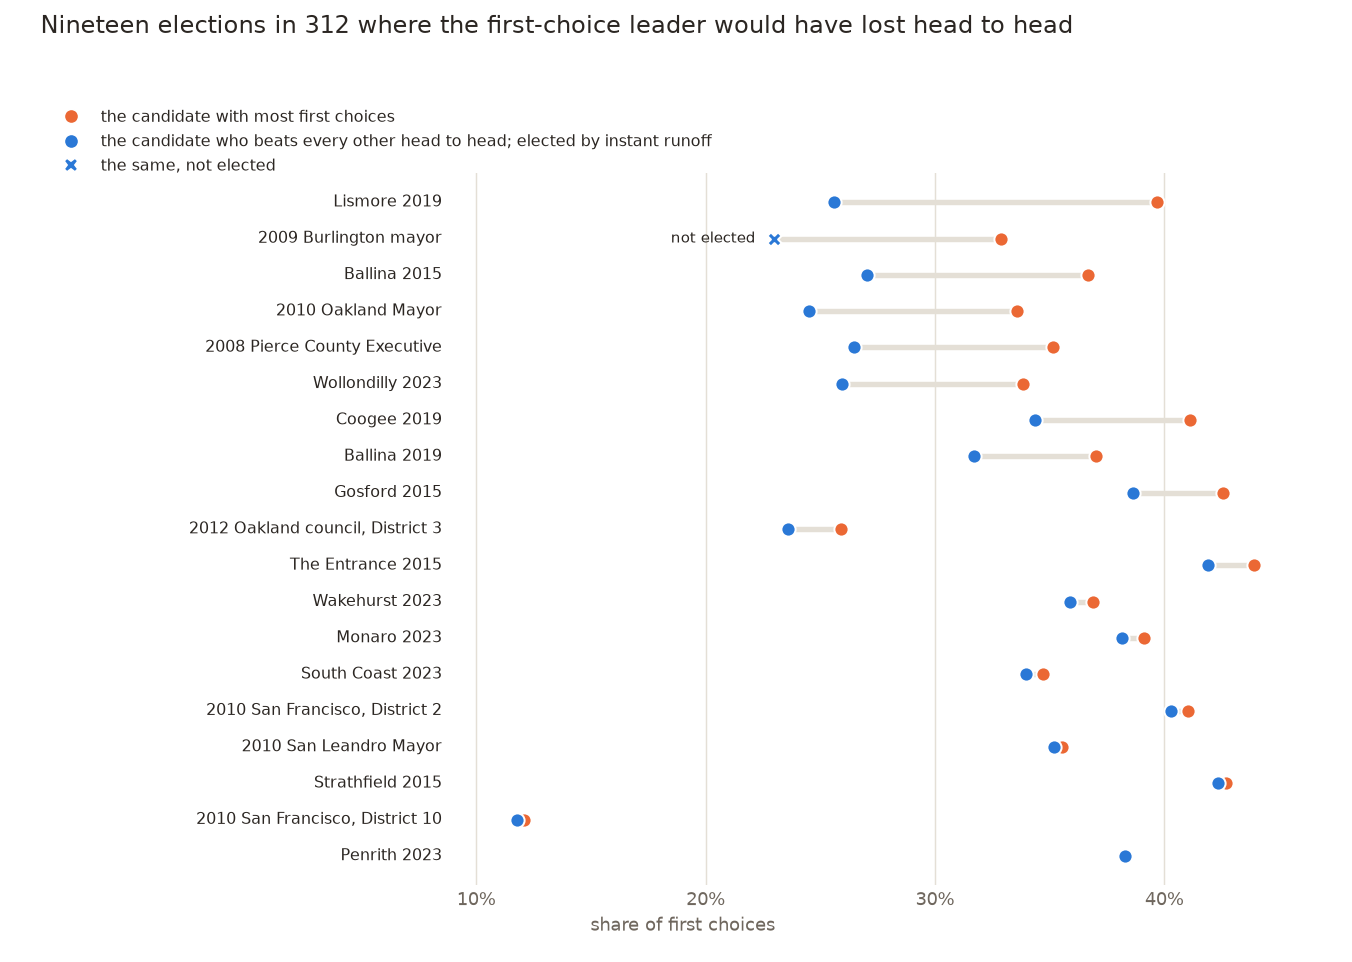 Nineteen elections in 312 where the first-choice leader would have lost head to head
the candidate with most first choices
the candidate who beats every other head to head; elected by instant runoff
the same, not elected
Lismore 2019
2009 Burlington mayor
not elected
Ballina 2015
2010 Oakland Mayor
2008 Pierce County Executive
Wollondilly 2023
Coogee 2019
Ballina 2019
Gosford 2015
2012 Oakland council, District 3
The Entrance 2015
Wakehurst 2023
Monaro 2023
South Coast 2023
2010 San Francisco, District 2
2010 San Leandro Mayor
Strathfield 2015
2010 San Francisco, District 10
Penrith 2023
10% 20% 30% 40%
share of first choices